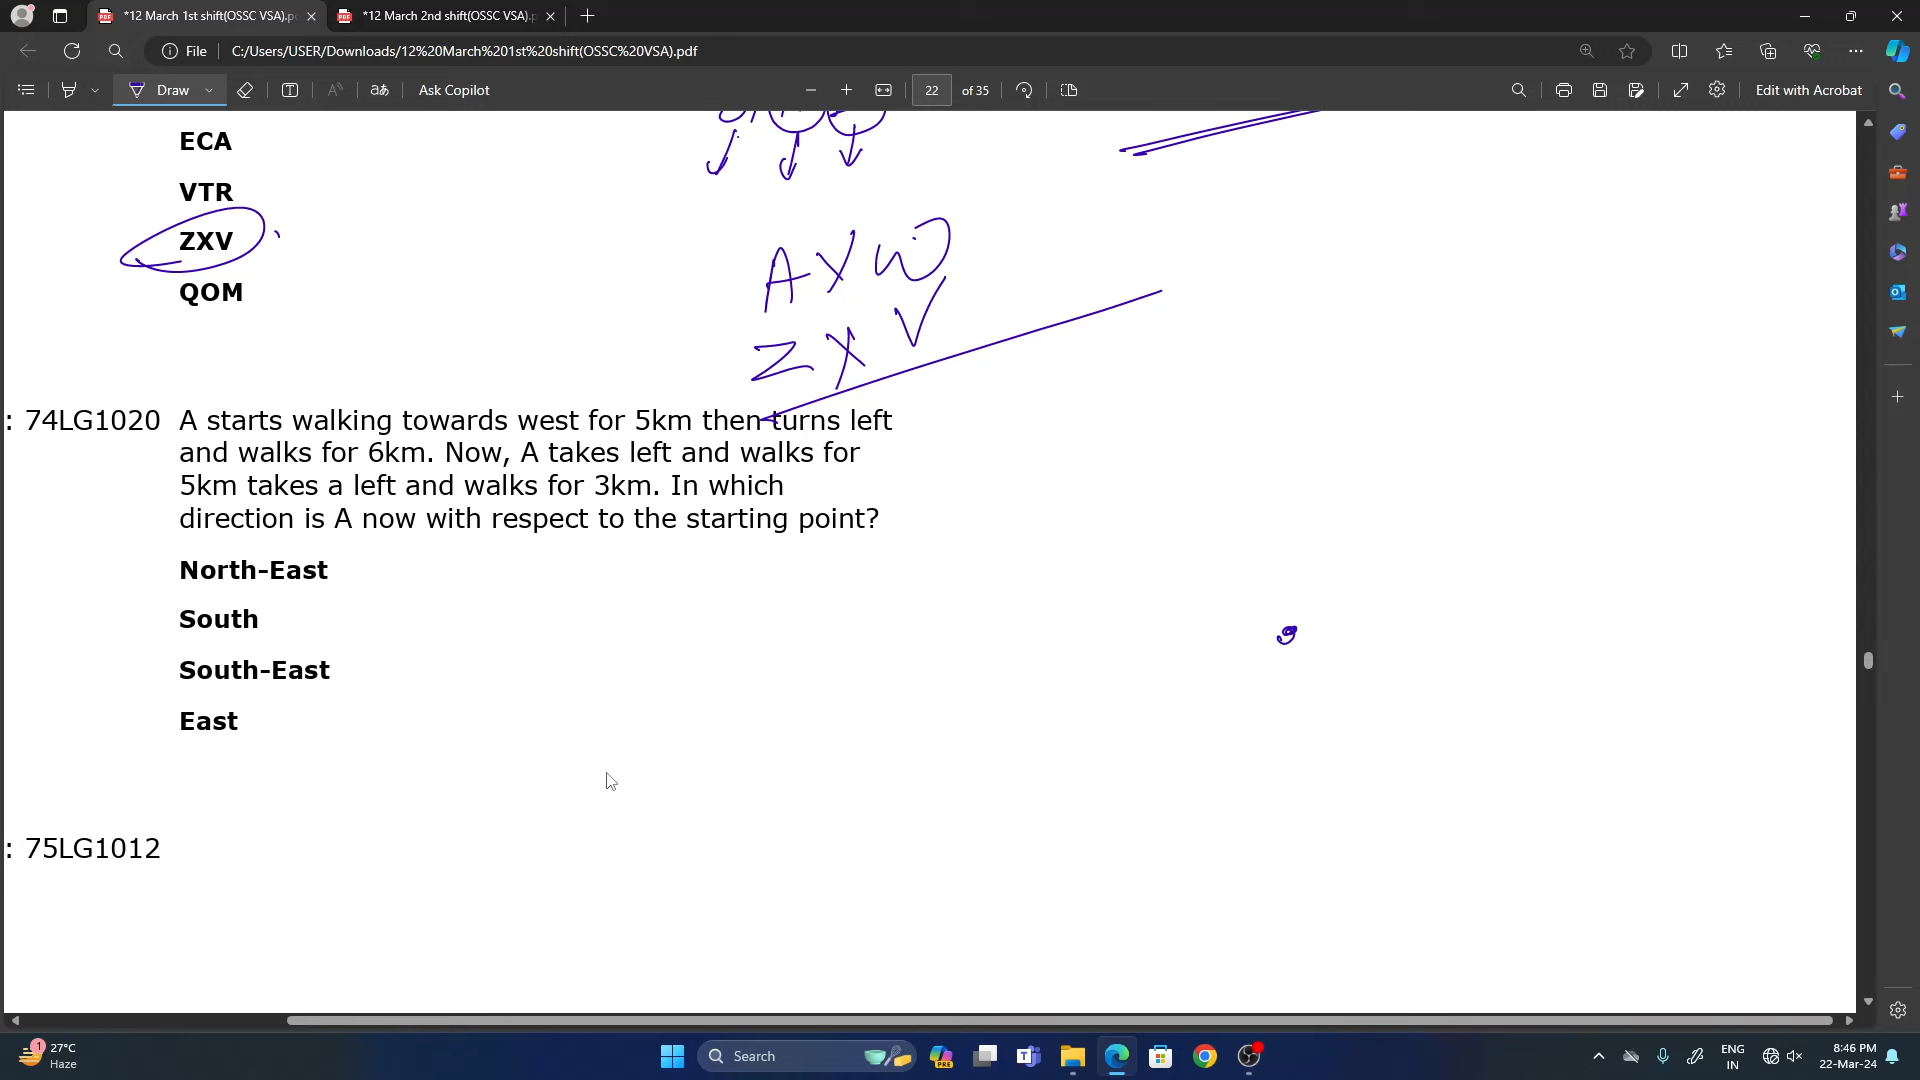 *12 March 1st shift(OSSC VSA).p
*12 March 2nd shift(OSSC VSA).p
File
C:/Users/USER/Downloads/12%20March%201st%20shift(OSSC%20VSA).pdf
Draw
aあ
Ask Copilot
22
of 35
Edit with Acrobat
ECA
VTR
ZXV
QOM
A Y W
Z X V
: 74LG1020 A starts walking towards west for 5km then turns left
and walks for 6km. Now, A takes left and walks for
5km takes a left and walks for 3km. In which
direction is A now with respect to the starting point?
North-East
South
South-East
East
: 75LG1012
1
27°C
Haze
Search
PRE
ENG
IN
8:46 PM
22-Mar-24